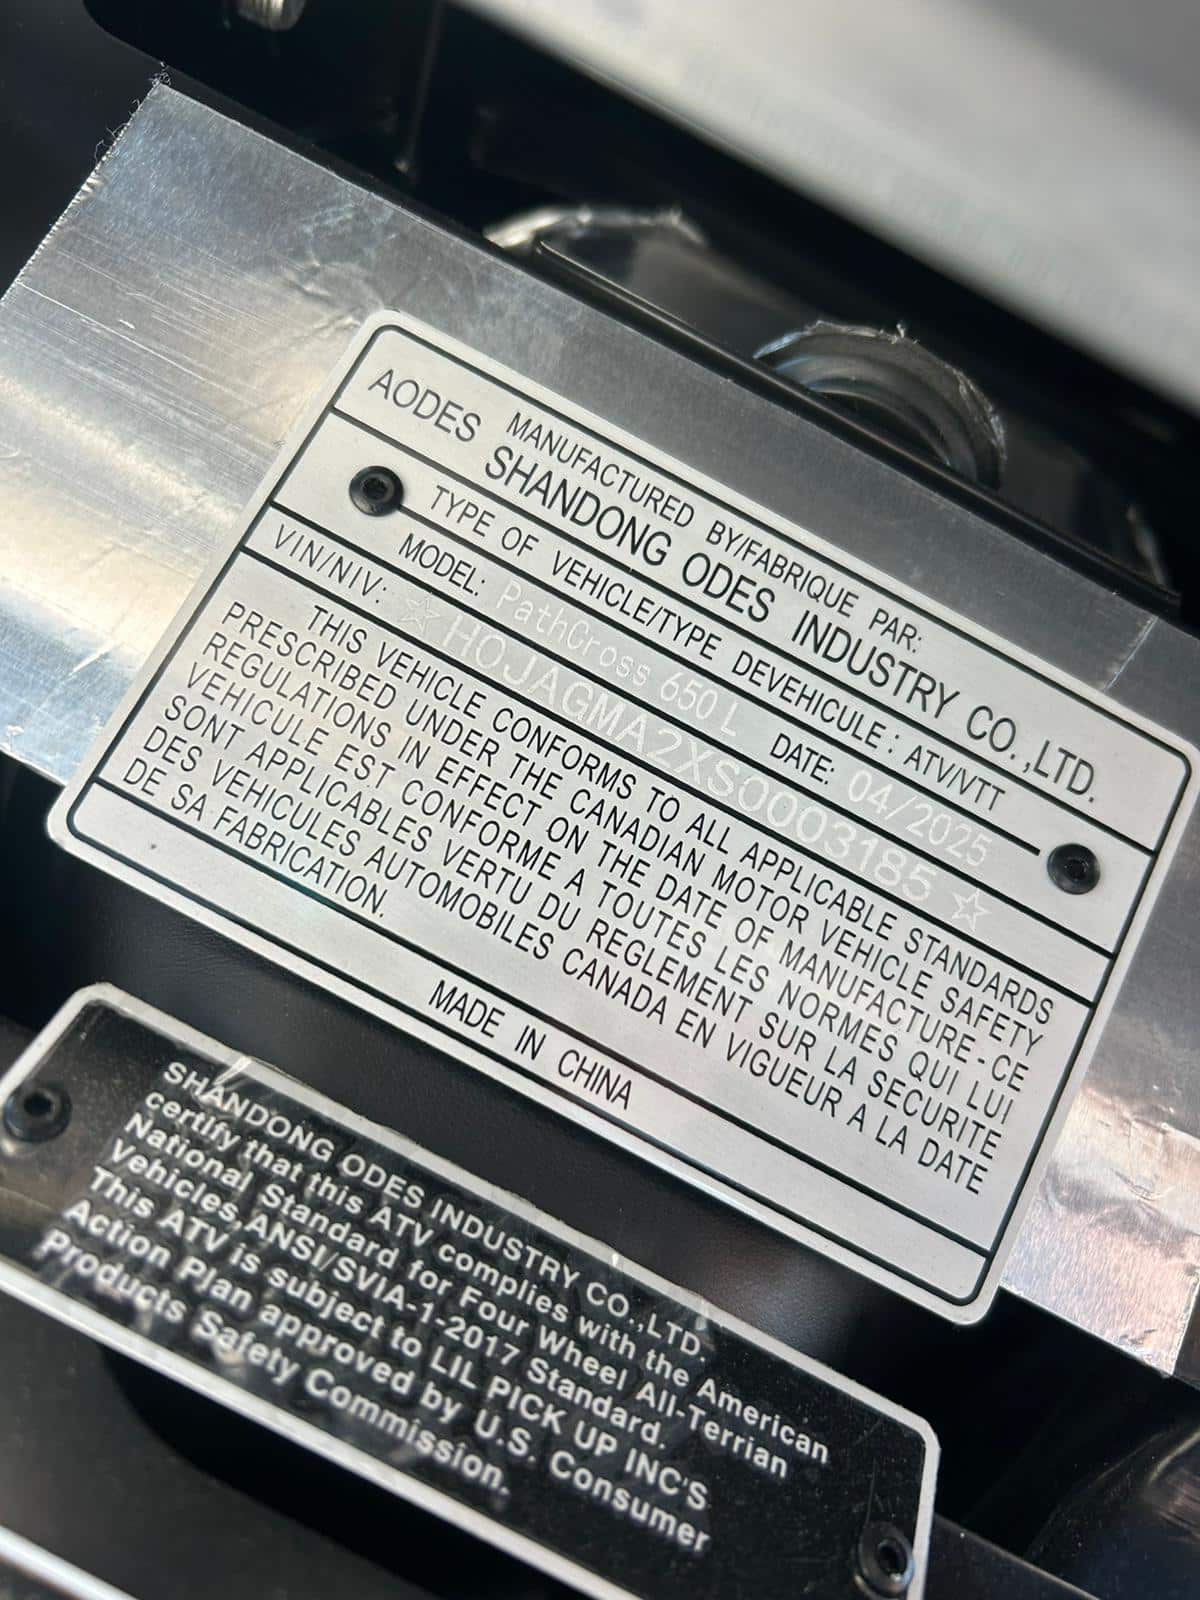 MANUFACTURED BY/FABRIQUE PAR:
AODES SHANDONG ODES INDUSTRY CO.,LTD.
TYPE OF VEHICLE/TYPE DEVEHICULE: ATV/VTT
MODEL: PathCross 650 L DATE: 04/2025
VIN/NIV: ☆H0JAGMA2XS0003185☆
THIS VEHICLE CONFORMS TO ALL APPLICABLE STANDARDS
PRESCRIBED UNDER THE CANADIAN MOTOR VEHICLE SAFETY
REGULATIONS IN EFFECT ON THE DATE OF MANUFACTURE-CE
VEHICULE EST CONFORME A TOUTES LES NORMES QUI LUI
SONT APPLICABLES VERTU DU REGLEMENT SUR LA SECURITE
DES VEHICULES AUTOMOBILES CANADA EN VIGUEUR A LA DATE
DE SA FABRICATION.
MADE IN CHINA
SHANDONG ODES INDUSTRY CO.,LTD.
certify that this ATV complies with the American
National Standard for Four Wheel All-Terrian
Vehicles,ANSI/SVIA-1-2017 Standard.
This ATV is subject to LIL PICK UP INC'S
Action Plan approved by U.S. Consumer
Products Safety Commission.